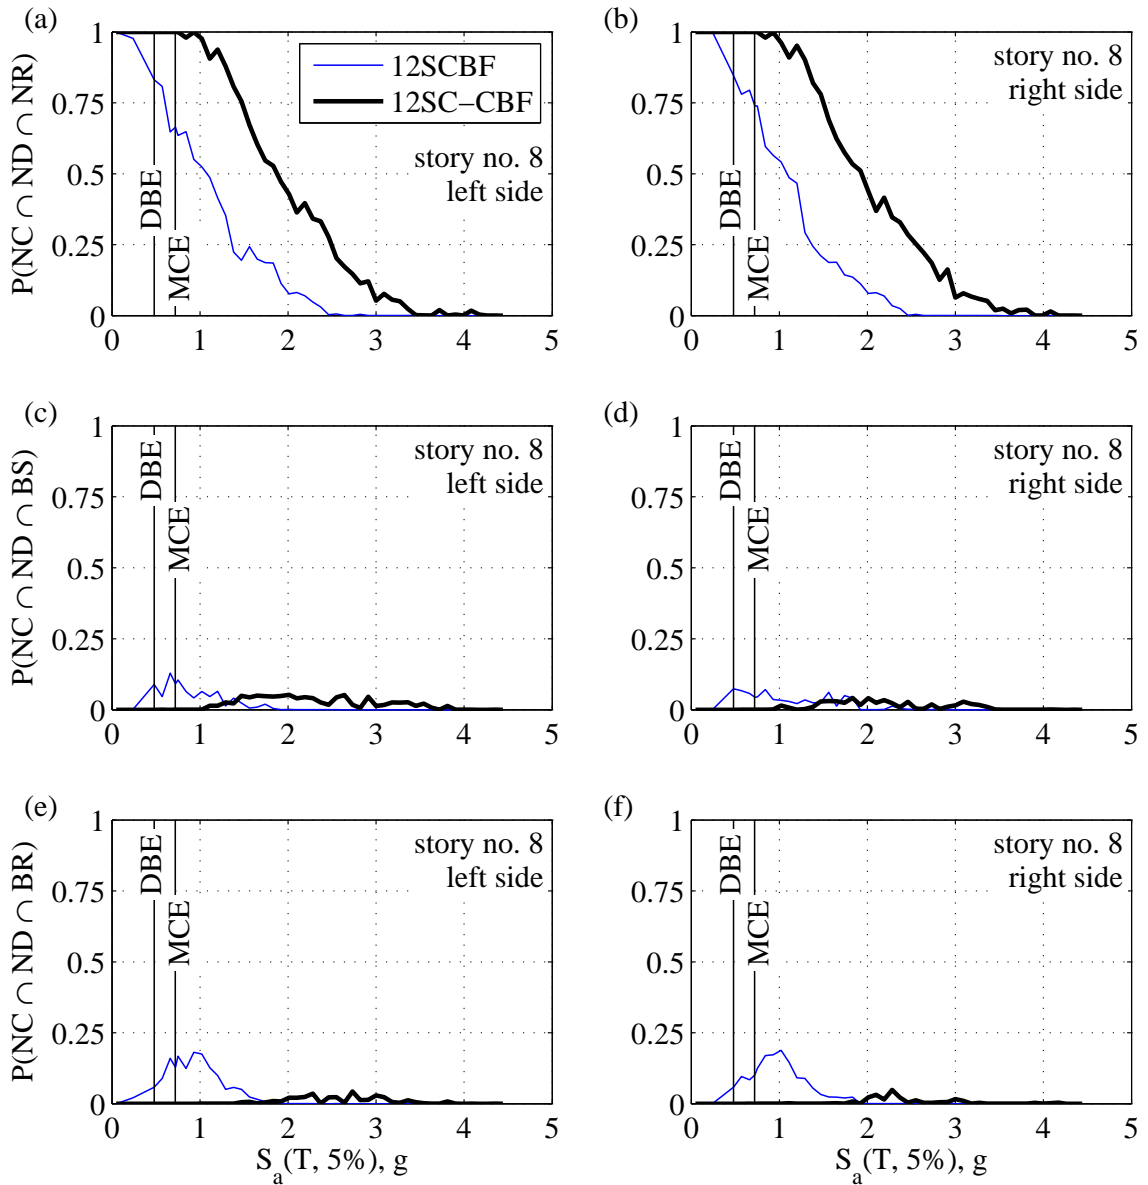 (a)
P(NC ∩ ND ∩ NR)
1
0.75
0.5
0.25
0
0 1 2 3 4 5
DBE
MCE
12SCBF
12SC−CBF
story no. 8
left side
(b)
1
0.75
0.5
0.25
0
0 1 2 3 4 5
DBE
MCE
story no. 8
right side
(c)
P(NC ∩ ND ∩ BS)
1
0.75
0.5
0.25
0
0 1 2 3 4 5
DBE
MCE
story no. 8
left side
(d)
1
0.75
0.5
0.25
0
0 1 2 3 4 5
DBE
MCE
story no. 8
right side
(e)
P(NC ∩ ND ∩ BR)
1
0.75
0.5
0.25
0
0 1 2 3 4 5
DBE
MCE
story no. 8
left side
S_a(T, 5%), g
(f)
1
0.75
0.5
0.25
0
0 1 2 3 4 5
DBE
MCE
story no. 8
right side
S_a(T, 5%), g